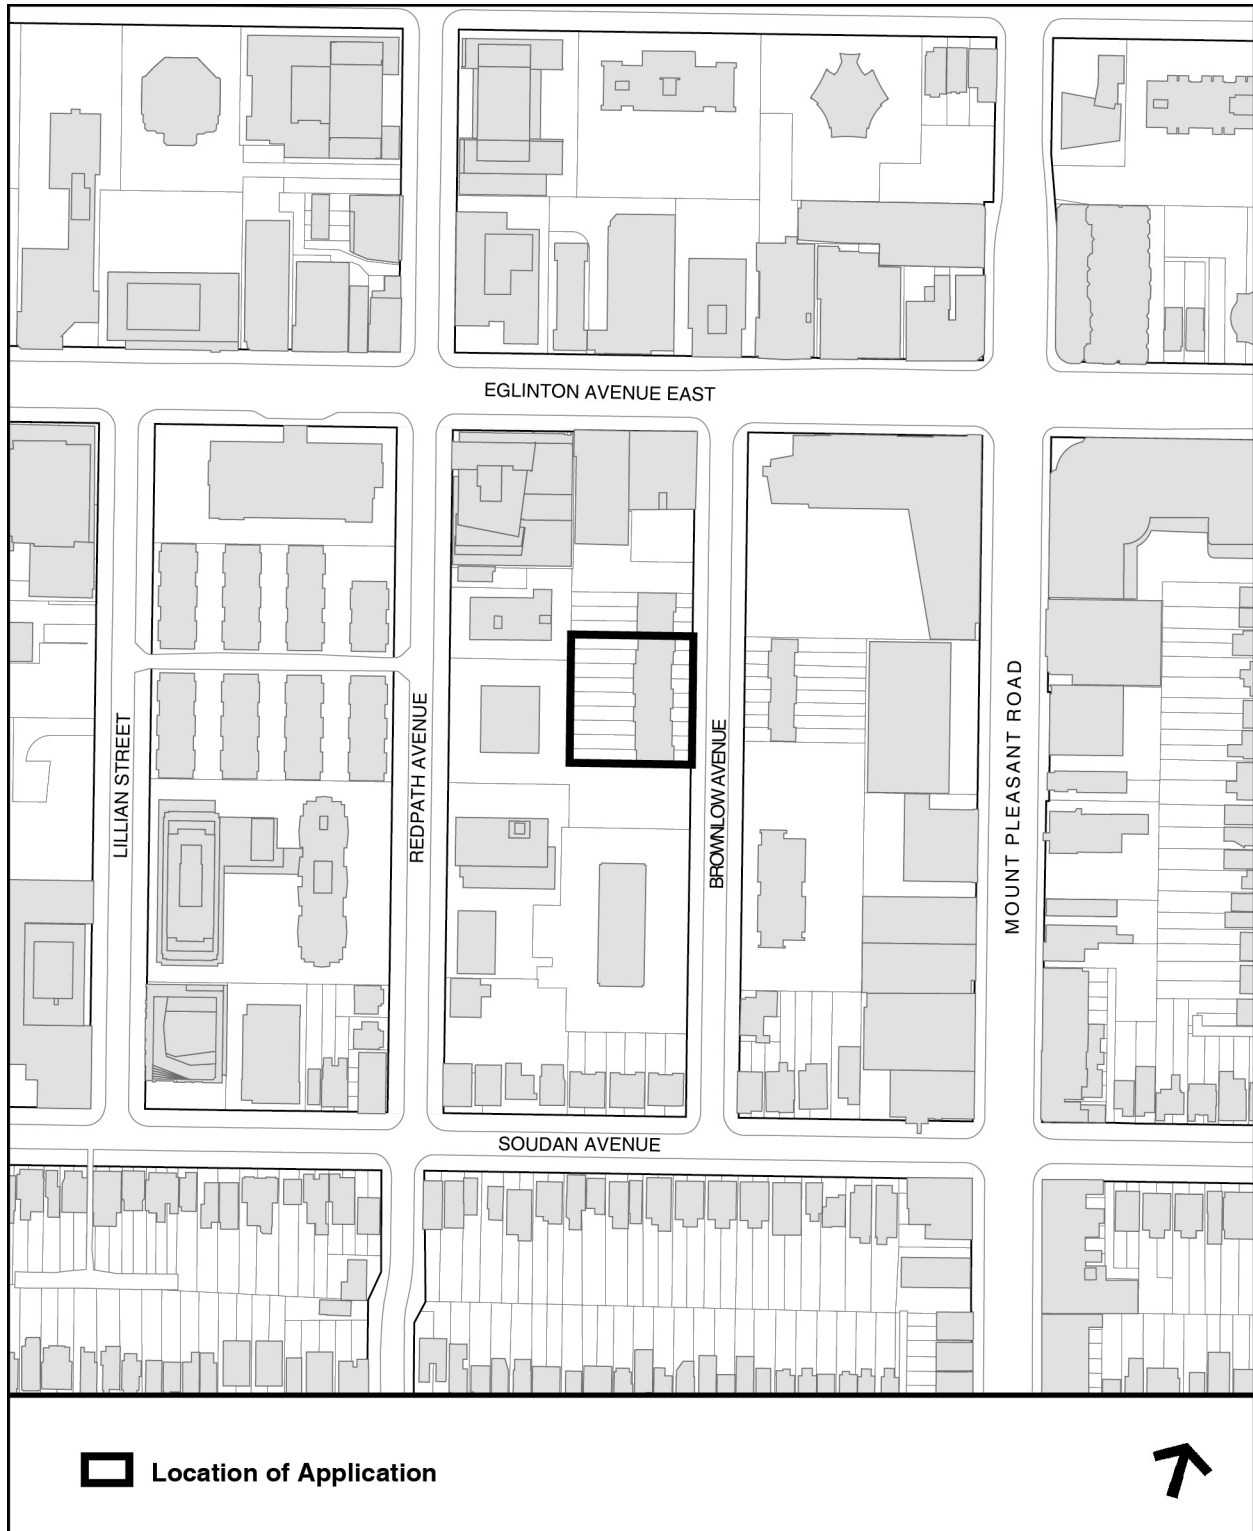 EGLINTON AVENUE EAST
LILLIAN STREET
REDPATH AVENUE
BROWNLOW AVENUE
MOUNT PLEASANT ROAD
SOUDAN AVENUE
Location of Application